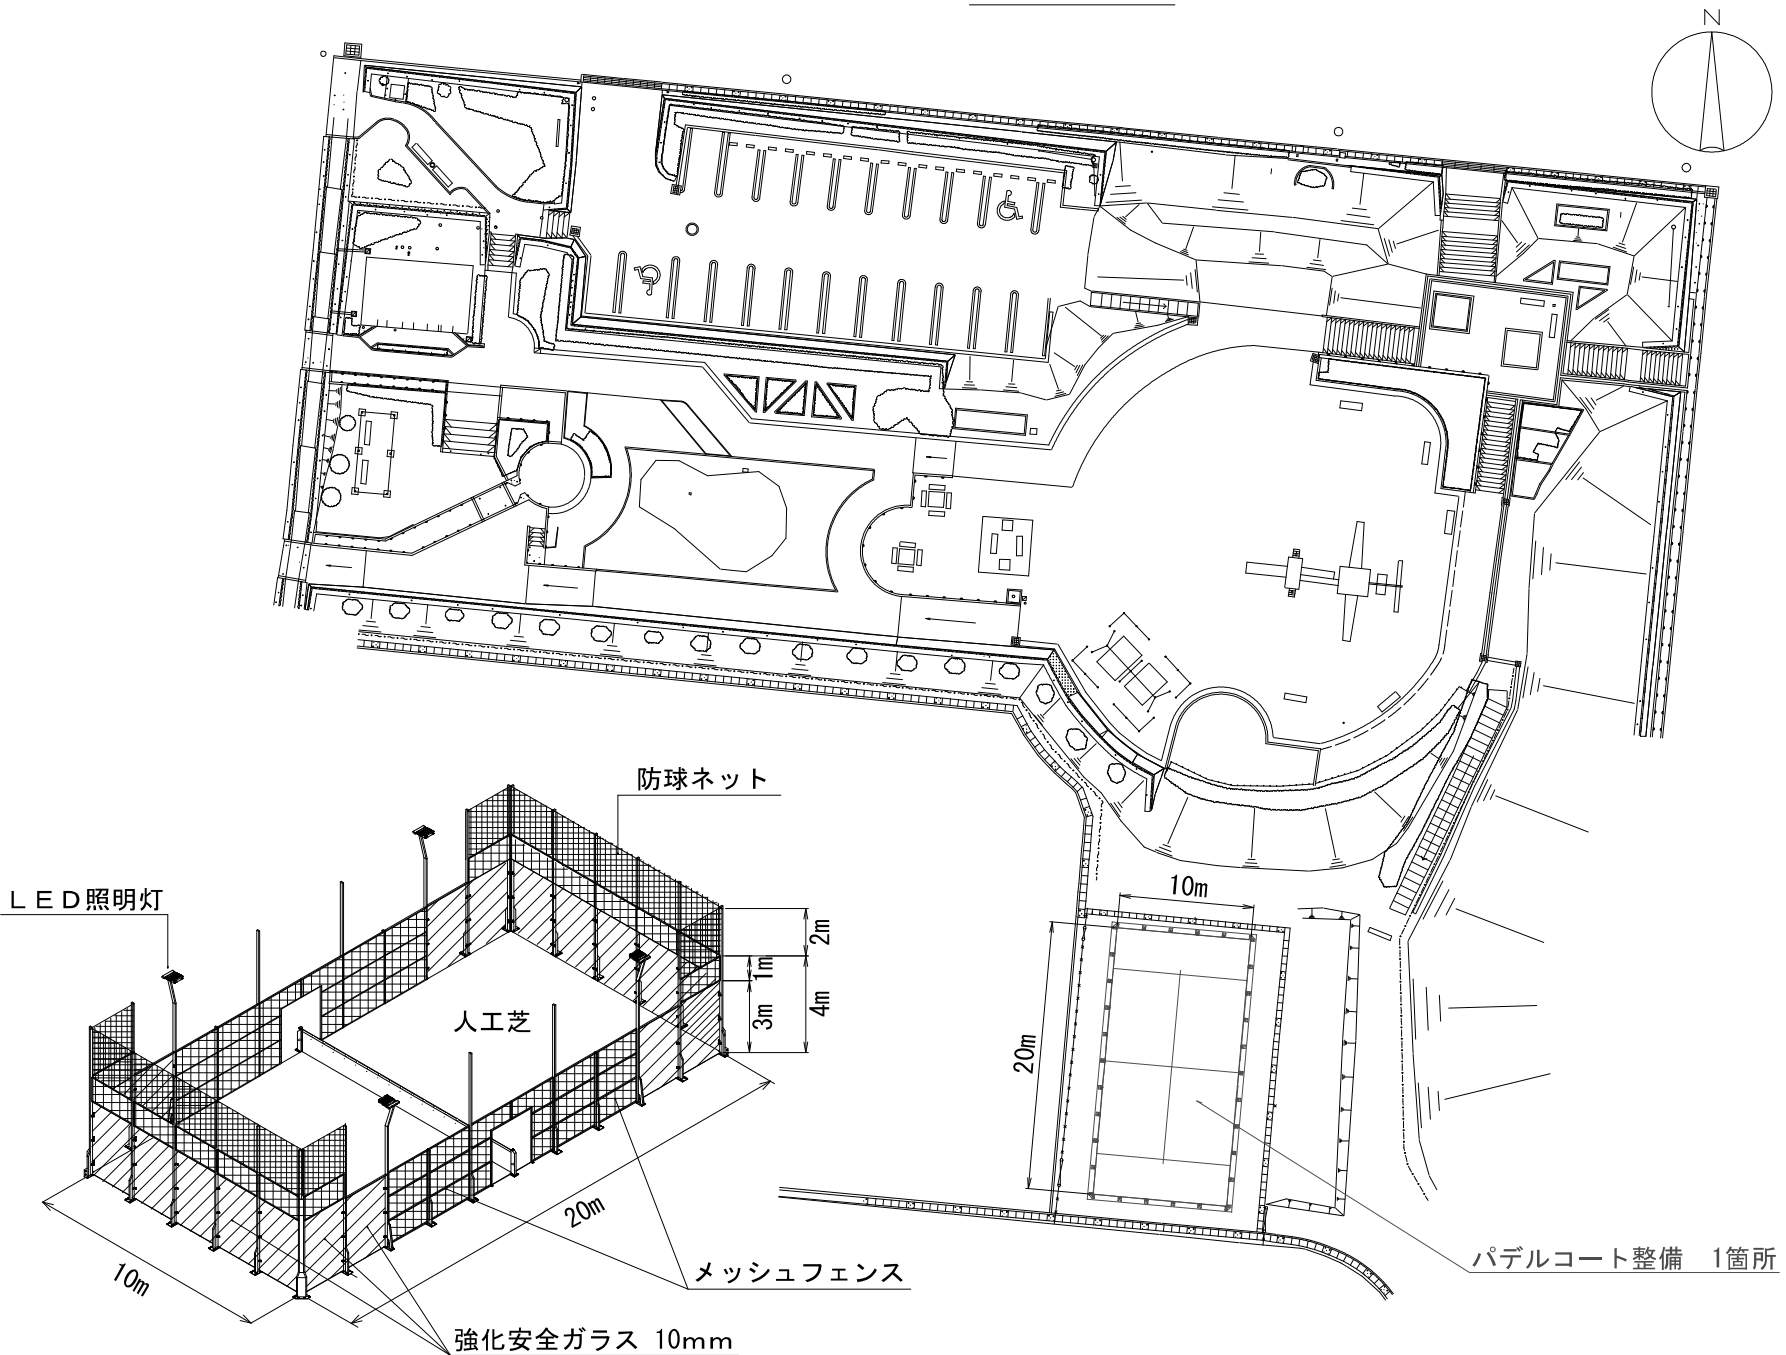 N
防球ネット
LED照明灯
2m
1m
3m
4m
人工芝
20m
10m
メッシュフェンス
強化安全ガラス 10mm
10m
20m
パデルコート整備 1箇所